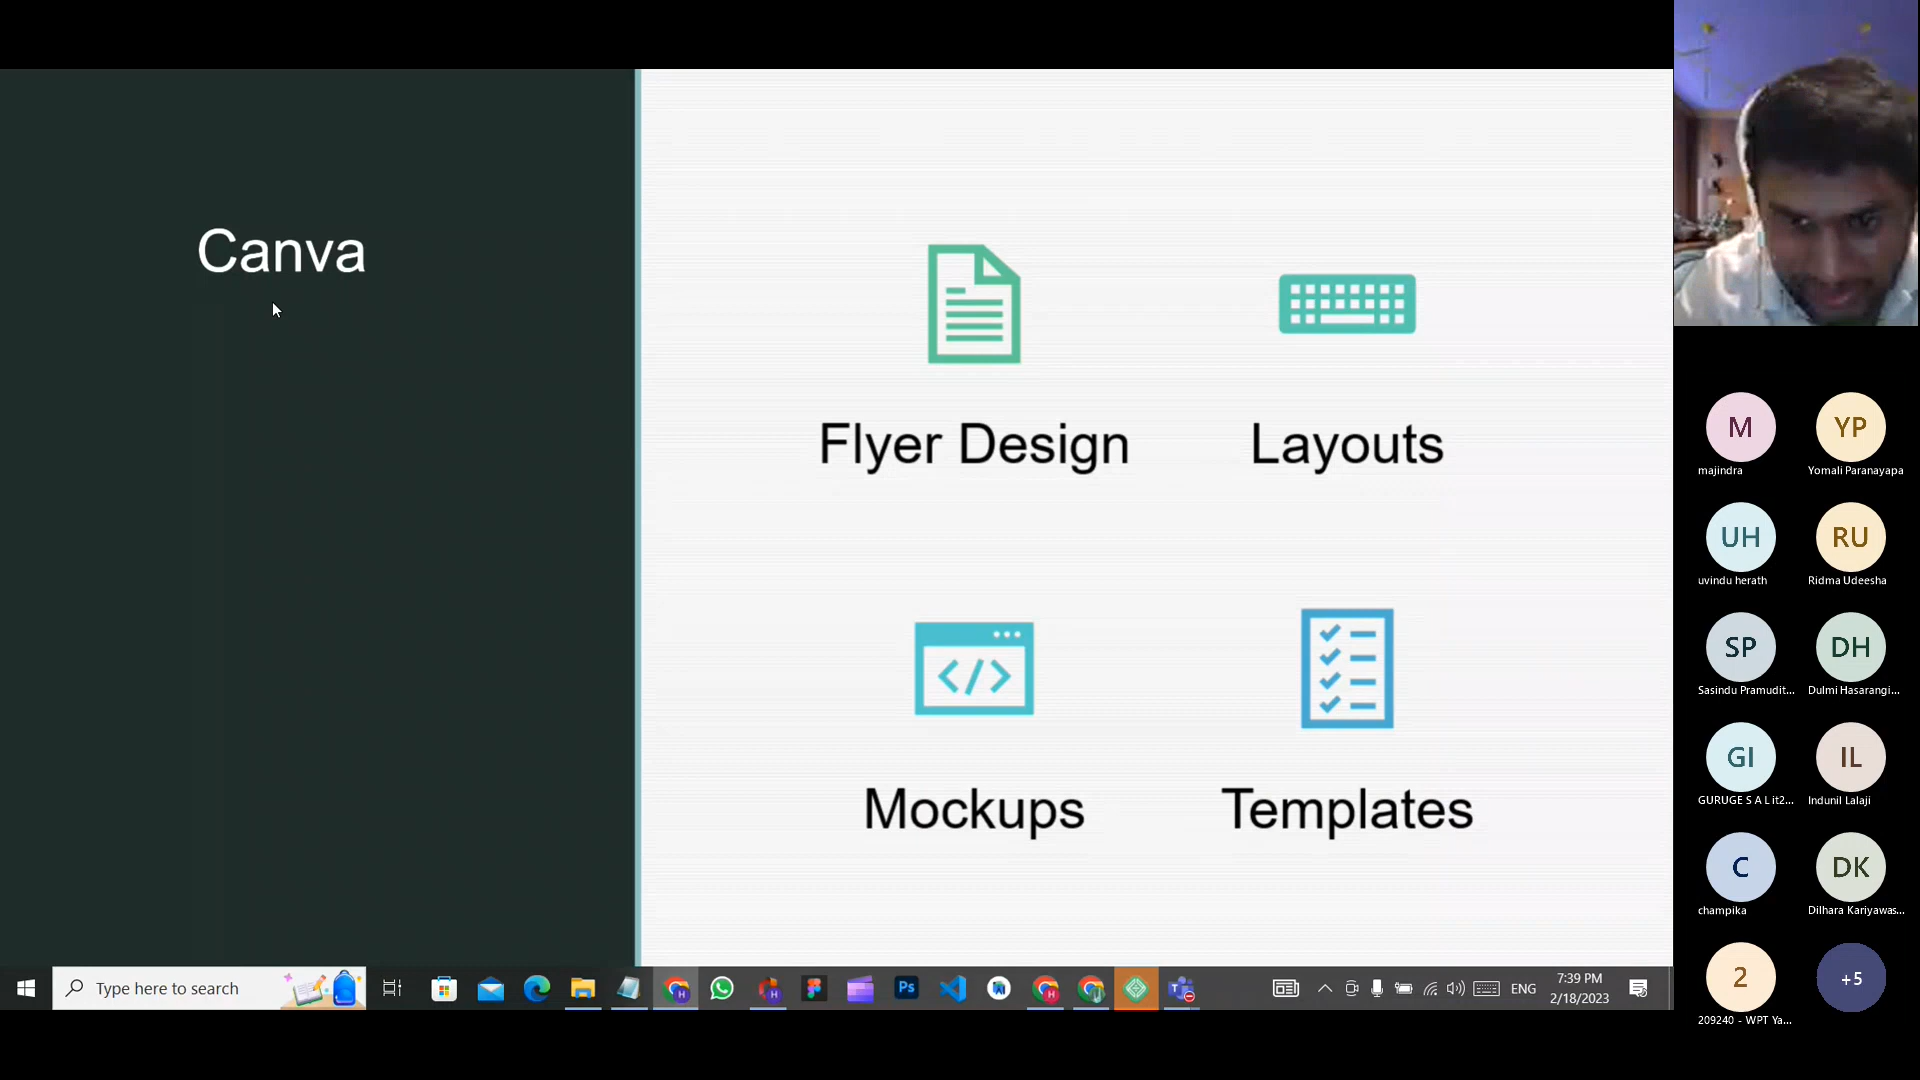 Canva
Flyer Design
Layouts
Mockups
Templates
M
YP
majindra
Yomali Paranayapa
UH
RU
uvindu herath
Ridma Udeesha
SP
DH
Sasindu Pramudit...
Dulmi Hasarangi...
GI
IL
GURUGE S A L it2...
Indunil Lalaji
C
DK
champika
Dilhara Kariyawas...
2
+5
209240 - WPT Ya...
Type here to search
Ps
ENG
7:39 PM
2/18/2023